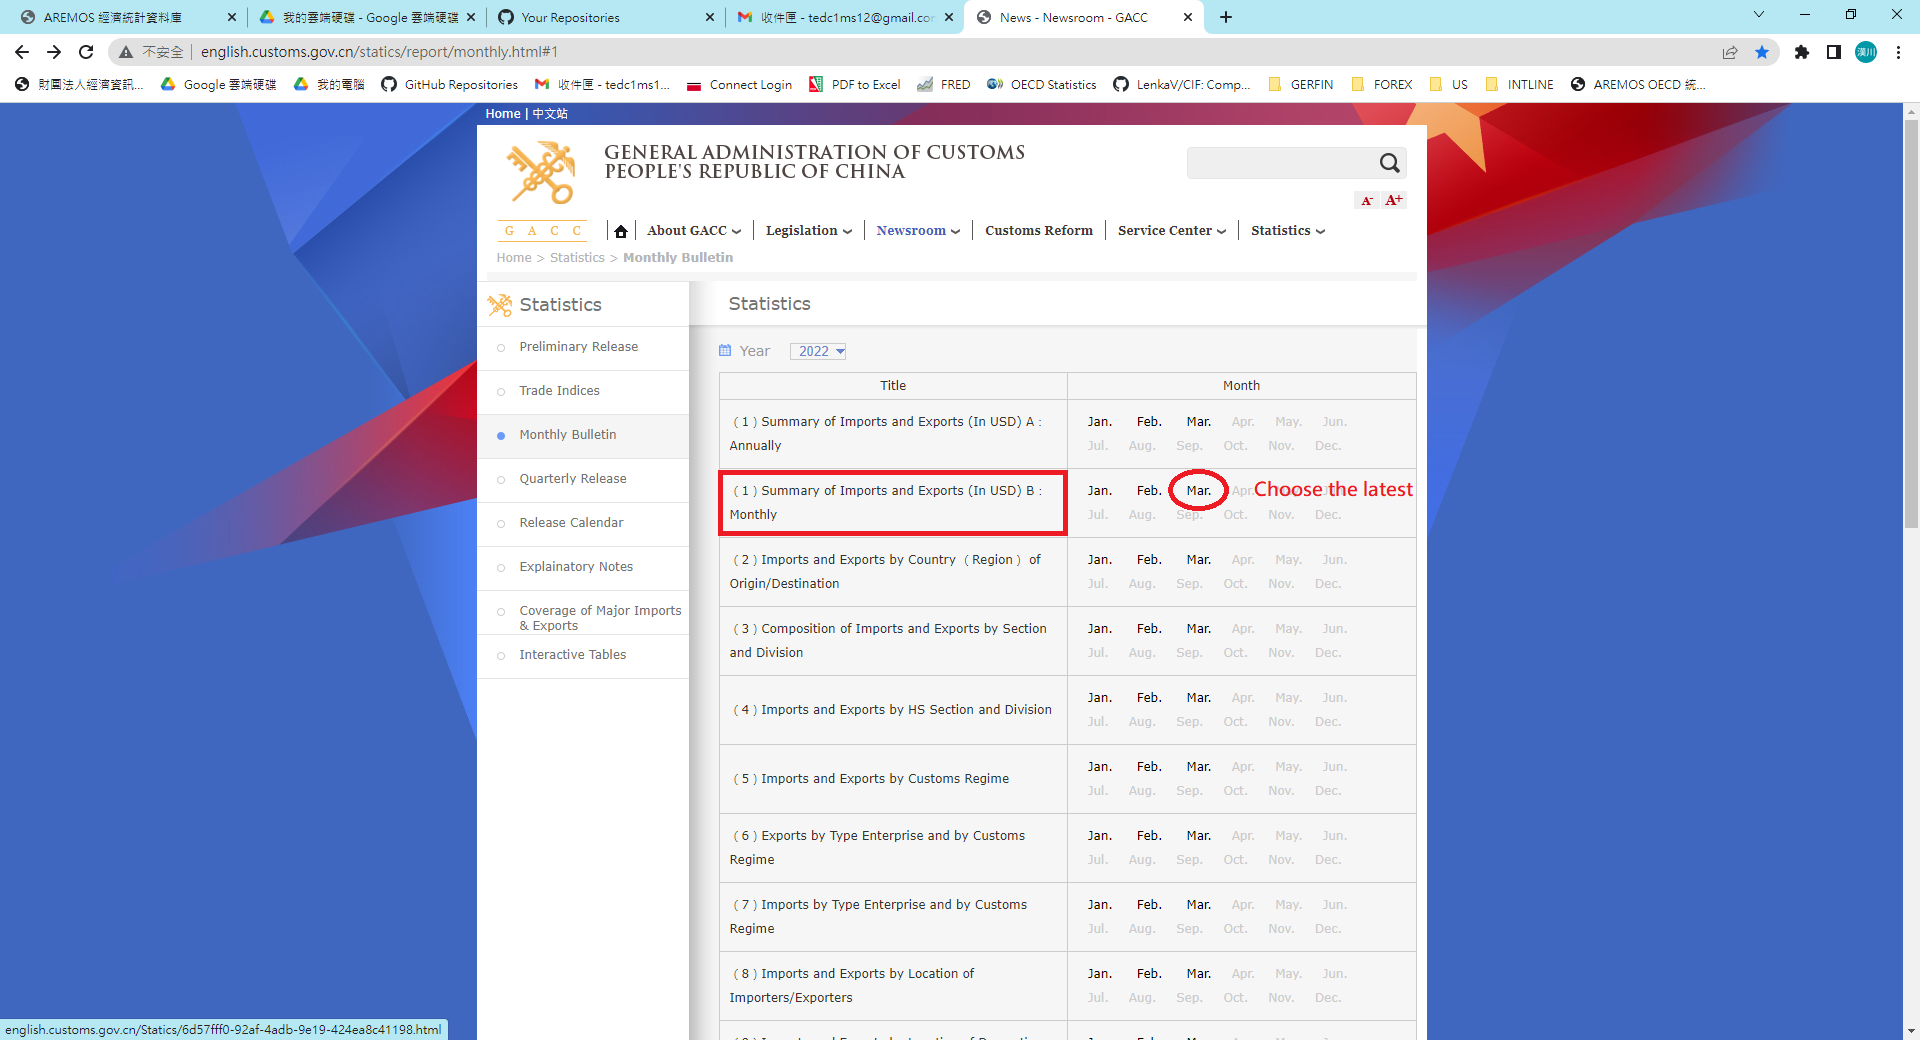 AREMOS 經濟統計資料庫
我的雲端硬碟 - Google 雲端硬碟
Your Repositories
收件匣 - tedc1ms12@gmail.co
News - Newsroom - GACC
不安全 english.customs.gov.cn/statics/report/monthly.html#1
財團法人經濟資訊...
Google 雲端硬碟
我的電腦
GitHub Repositories
收件匣 - tedc1ms1...
Connect Login
PDF to Excel
FRED
OECD Statistics
LenkaV/CIF: Comp...
GERFIN
FOREX
US
INTLINE
AREMOS OECD 統...
Home | 中文站
GENERAL ADMINISTRATION OF CUSTOMS
PEOPLE'S REPUBLIC OF CHINA
A- A+
GACC
About GACC
Legislation
Newsroom
Customs Reform
Service Center
Statistics
Home > Statistics > Monthly Bulletin
Statistics
Preliminary Release
Trade Indices
Monthly Bulletin
Quarterly Release
Release Calendar
Explainatory Notes
Coverage of Major Imports
& Exports
Interactive Tables
Statistics
Year 2022
Title Month
( 1 ) Summary of Imports and Exports (In USD) A :
Annually
Jan. Feb. Mar. Apr. May. Jun.
Jul. Aug. Sep. Oct. Nov. Dec.
( 1 ) Summary of Imports and Exports (In USD) B :
Monthly
Jan. Feb. Mar. Apr.
Choose the latest
Jul. Aug. Sep. Oct. Nov. Dec.
( 2 ) Imports and Exports by Country ( Region ) of
Origin/Destination
Jan. Feb. Mar. Apr. May. Jun.
Jul. Aug. Sep. Oct. Nov. Dec.
( 3 ) Composition of Imports and Exports by Section
and Division
Jan. Feb. Mar. Apr. May. Jun.
Jul. Aug. Sep. Oct. Nov. Dec.
( 4 ) Imports and Exports by HS Section and Division
Jan. Feb. Mar. Apr. May. Jun.
Jul. Aug. Sep. Oct. Nov. Dec.
( 5 ) Imports and Exports by Customs Regime
Jan. Feb. Mar. Apr. May. Jun.
Jul. Aug. Sep. Oct. Nov. Dec.
( 6 ) Exports by Type Enterprise and by Customs
Regime
Jan. Feb. Mar. Apr. May. Jun.
Jul. Aug. Sep. Oct. Nov. Dec.
( 7 ) Imports by Type Enterprise and by Customs
Regime
Jan. Feb. Mar. Apr. May. Jun.
Jul. Aug. Sep. Oct. Nov. Dec.
( 8 ) Imports and Exports by Location of
Importers/Exporters
Jan. Feb. Mar. Apr. May. Jun.
Jul. Aug. Sep. Oct. Nov. Dec.
english.customs.gov.cn/Statics/6d57fff0-92af-4adb-9e19-424ea8c41198.html